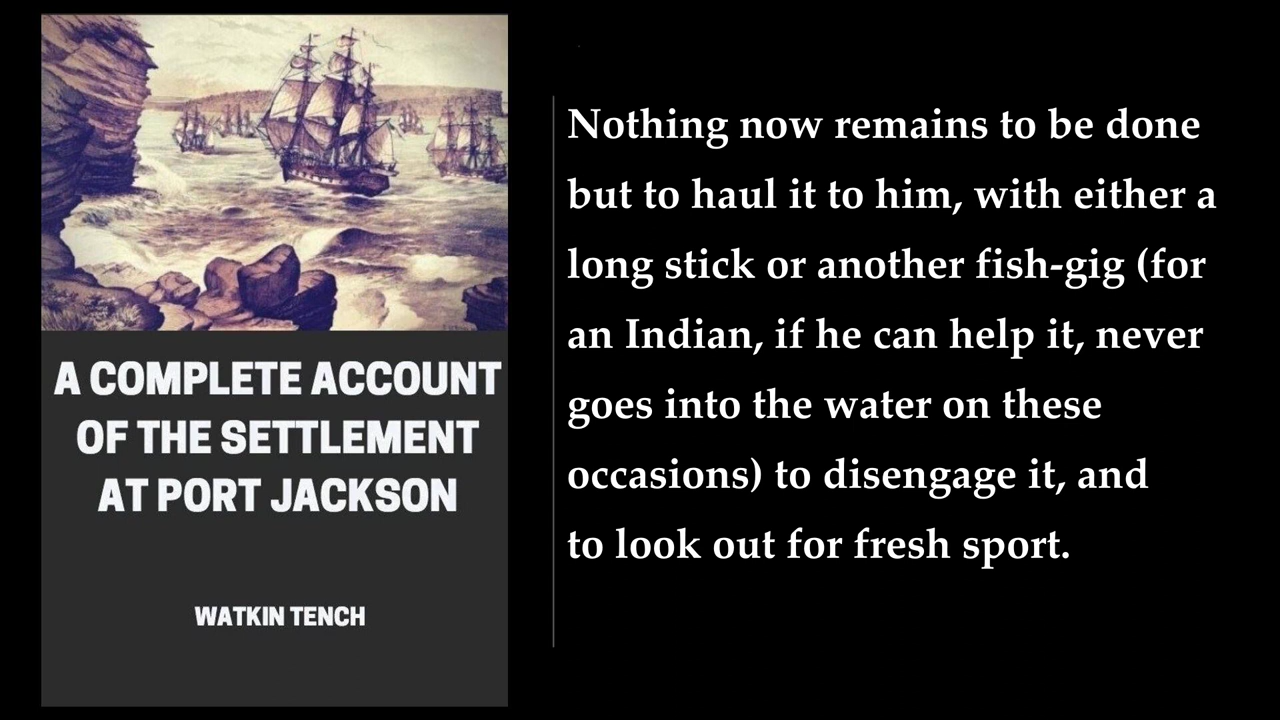 A COMPLETE ACCOUNT
OF THE SETTLEMENT
AT PORT JACKSON
WATKIN TENCH
Nothing now remains to be done
but to haul it to him, with either a
long stick or another fish-gig (for
an Indian, if he can help it, never
goes into the water on these
occasions) to disengage it, and
to look out for fresh sport.